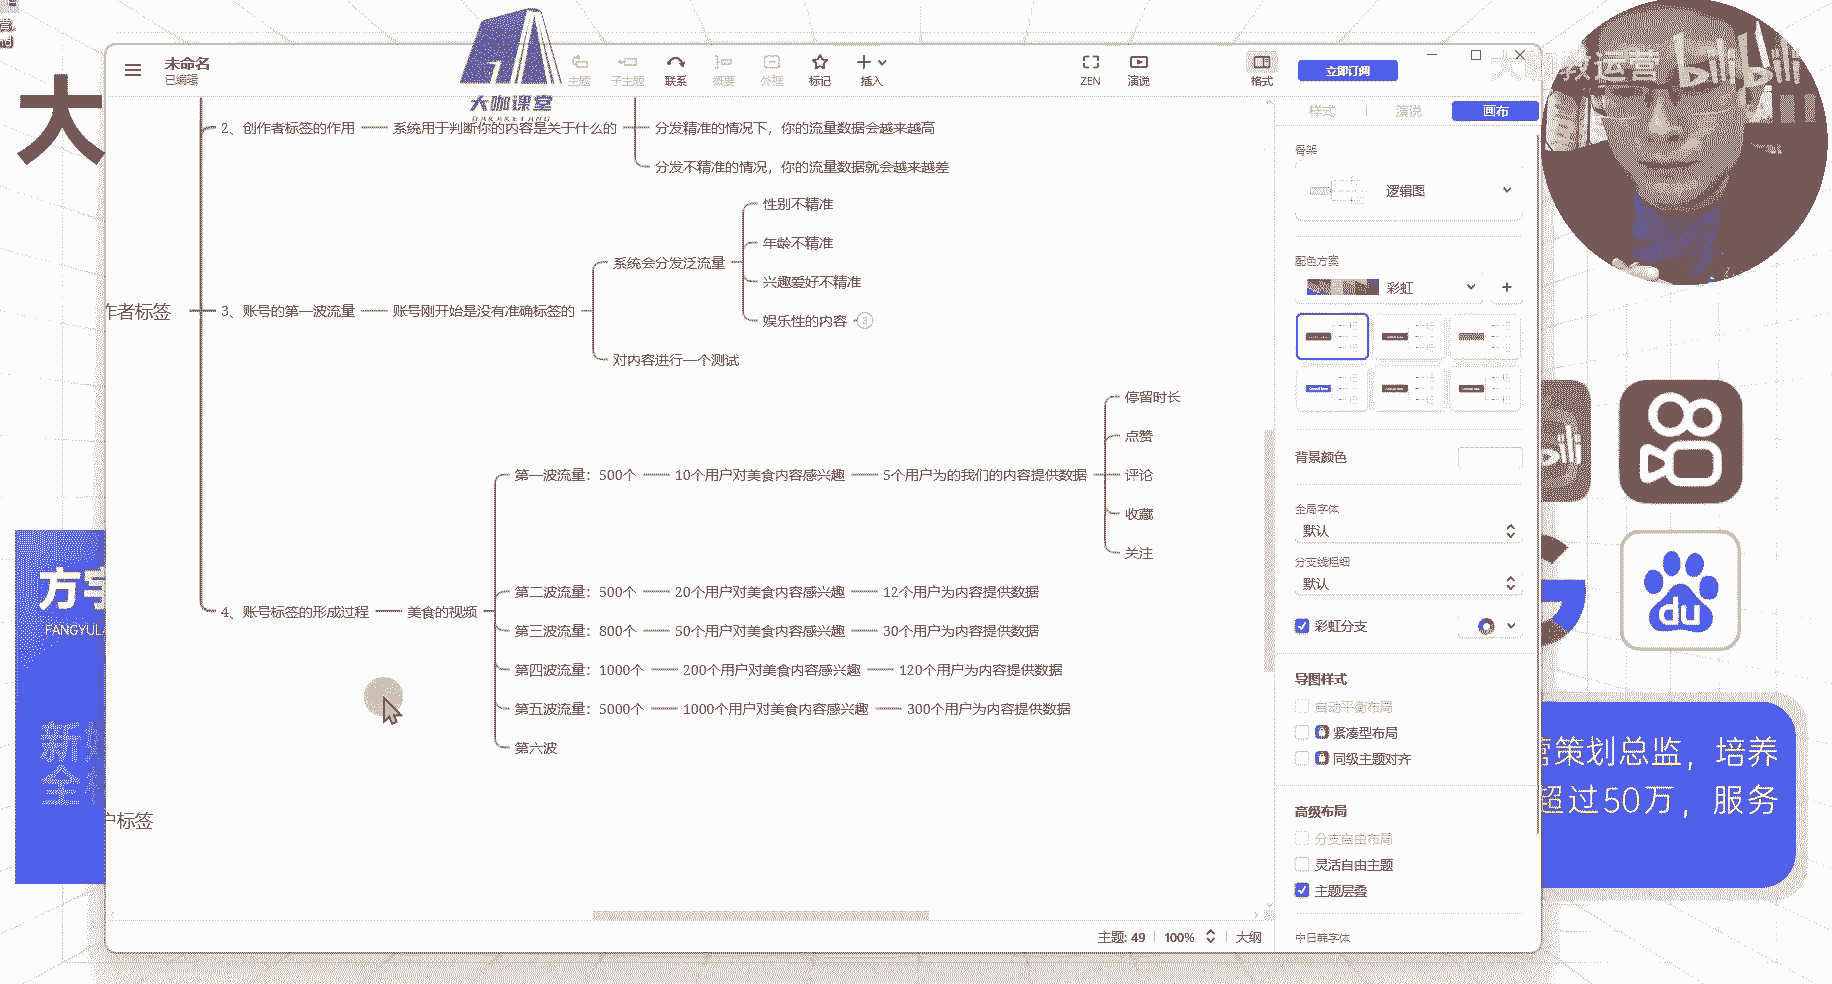 未命名
已编辑
大咖课堂
DAKAKETANG
主题
子主题
联系
概要
外框
标记
插入
ZEN
演说
格式
立即订阅
教运营 bilibili
大
样式
演说
画布
2、创作者标签的作用
系统用于判断你的内容是关于什么的
分发精准的情况下，你的流量数据会越来越高
分发不精准的情况，你的流量数据就会越来越差
作者标签
3、账号的第一波流量
账号刚开始是没有准确标签的
系统会分发泛流量
性别不精准
年龄不精准
兴趣爱好不精准
娱乐性的内容
3
对内容进行一个测试
4、账号标签的形成过程
美食的视频
第一波流量：500个
10个用户对美食内容感兴趣
5个用户为的我们的内容提供数据
停留时长
点赞
评论
收藏
关注
第二波流量：500个
20个用户对美食内容感兴趣
12个用户为内容提供数据
第三波流量：800个
50个用户对美食内容感兴趣
30个用户为内容提供数据
第四波流量：1000个
200个用户对美食内容感兴趣
120个用户为内容提供数据
第五波流量：5000个
1000个用户对美食内容感兴趣
300个用户为内容提供数据
第六波
户标签
骨架
逻辑图
配色方案
彩虹
背景颜色
全局字体
默认
分支线粗细
默认
彩虹分支
导图样式
自动平衡布局
紧凑型布局
同级主题对齐
高级布局
分支自由布局
灵活自由主题
主题层叠
中日韩字体
主题: 49
100%
大纲
方宇
FANGYUL
新
全
bili
du
营策划总监，培养
超过50万，服务